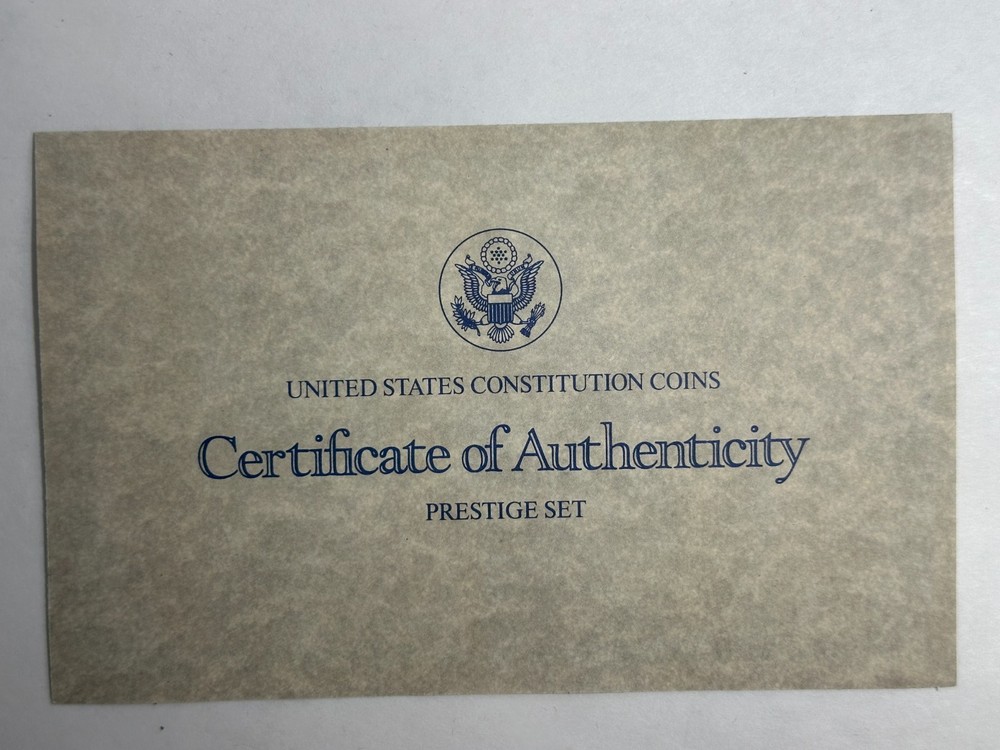 UNITED STATES CONSTITUTION COINS
Certificate of Authenticity
PRESTIGE SET